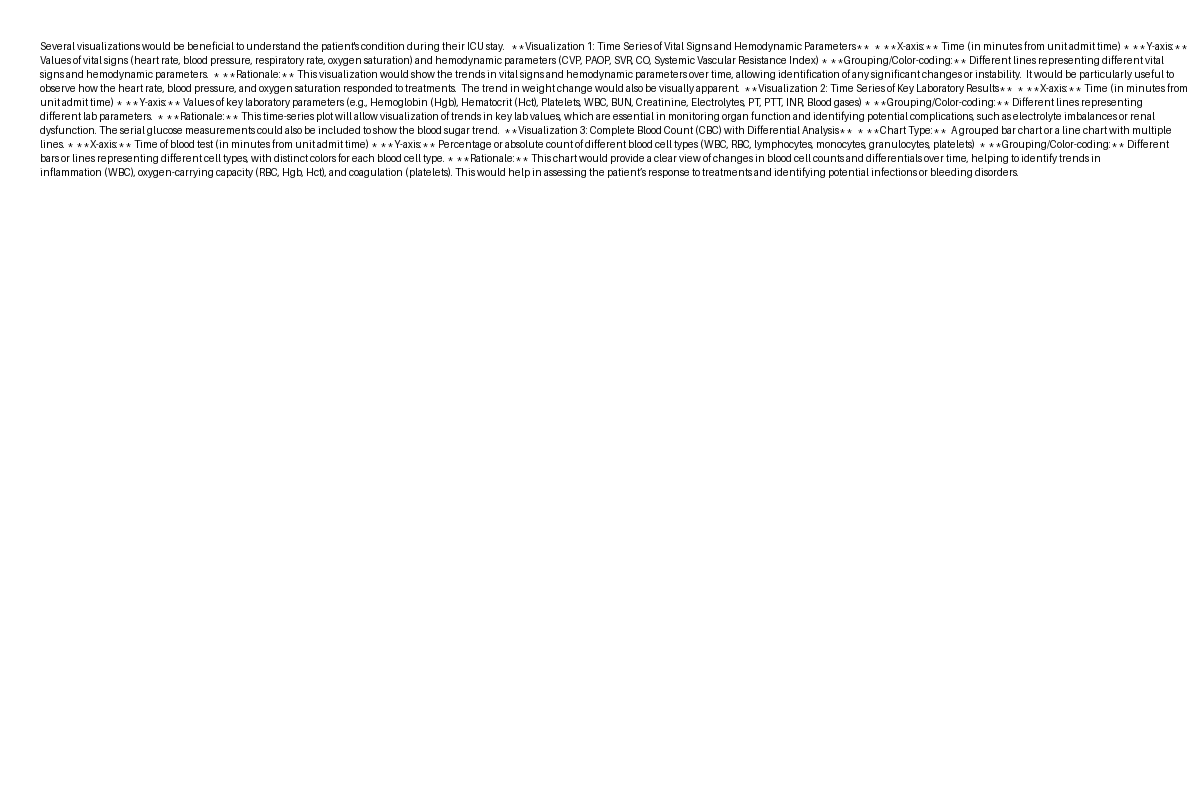 Several visualizations would be beneficial to understand the patient's condition during their ICU stay.   **Visualization 1: Time Series of Vital Signs and Hemodynamic Parameters**  * **X-axis:** Time (in minutes from unit admit time) * **Y-axis:**
Values of vital signs (heart rate, blood pressure, respiratory rate, oxygen saturation) and hemodynamic parameters (CVP, PAOP, SVR, CO, Systemic Vascular Resistance Index) * **Grouping/Color-coding:** Different lines representing different vital
signs and hemodynamic parameters.  * **Rationale:** This visualization would show the trends in vital signs and hemodynamic parameters over time, allowing identification of any significant changes or instability.  It would be particularly useful to
observe how the heart rate, blood pressure, and oxygen saturation responded to treatments.  The trend in weight change would also be visually apparent.  **Visualization 2: Time Series of Key Laboratory Results**  * **X-axis:** Time (in minutes from
unit admit time) * **Y-axis:** Values of key laboratory parameters (e.g., Hemoglobin (Hgb), Hematocrit (Hct), Platelets, WBC, BUN, Creatinine, Electrolytes, PT, PTT, INR, Blood gases) * **Grouping/Color-coding:** Different lines representing
different lab parameters.  * **Rationale:** This time-series plot will allow visualization of trends in key lab values, which are essential in monitoring organ function and identifying potential complications, such as electrolyte imbalances or renal
dysfunction. The serial glucose measurements could also be included to show the blood sugar trend.  **Visualization 3: Complete Blood Count (CBC) with Differential Analysis**  * **Chart Type:**  A grouped bar chart or a line chart with multiple
lines. * **X-axis:** Time of blood test (in minutes from unit admit time) * **Y-axis:** Percentage or absolute count of different blood cell types (WBC, RBC, lymphocytes, monocytes, granulocytes, platelets)  * **Grouping/Color-coding:** Different
bars or lines representing different cell types, with distinct colors for each blood cell type. * **Rationale:** This chart would provide a clear view of changes in blood cell counts and differentials over time, helping to identify trends in
inflammation (WBC), oxygen-carrying capacity (RBC, Hgb, Hct), and coagulation (platelets). This would help in assessing the patient's response to treatments and identifying potential infections or bleeding disorders.